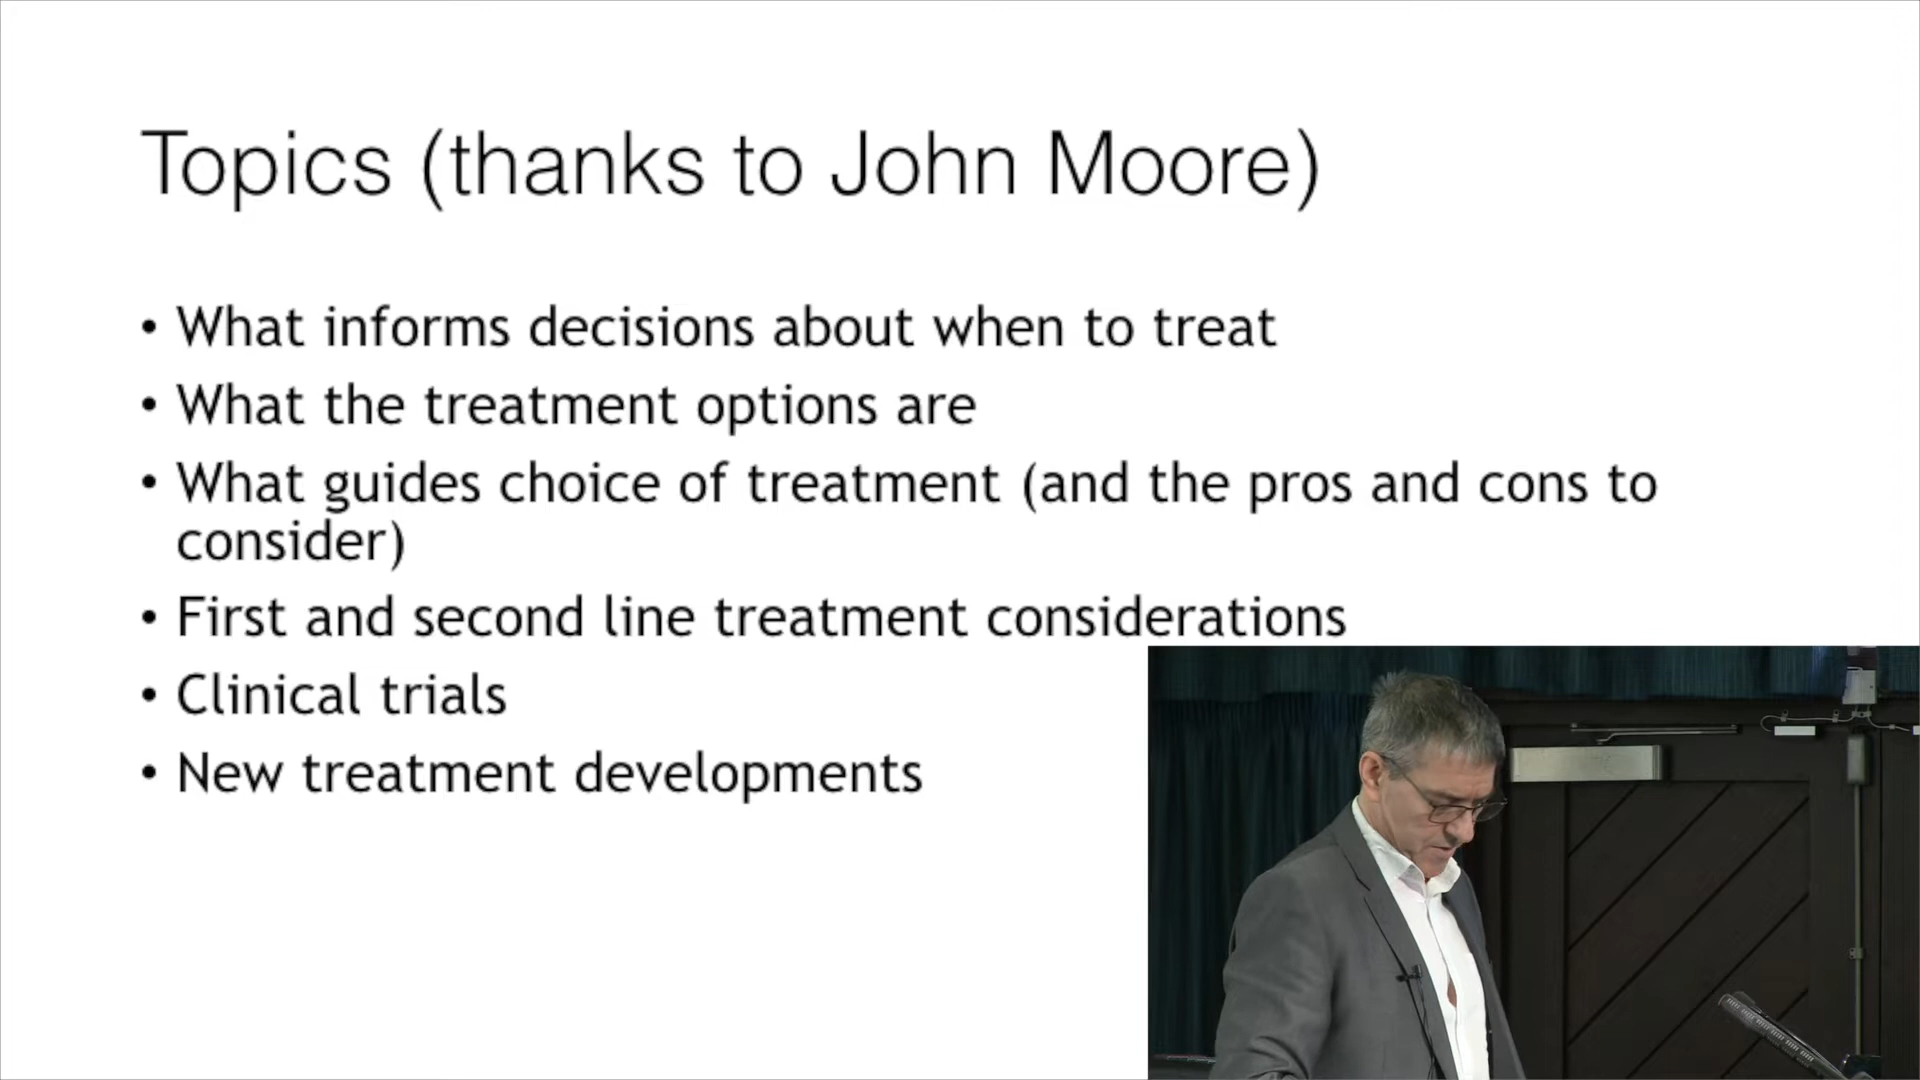 Topics (thanks to John Moore)
• What informs decisions about when to treat
• What the treatment options are
• What guides choice of treatment (and the pros and cons to
consider)
• First and second line treatment considerations
• Clinical trials
• New treatment developments